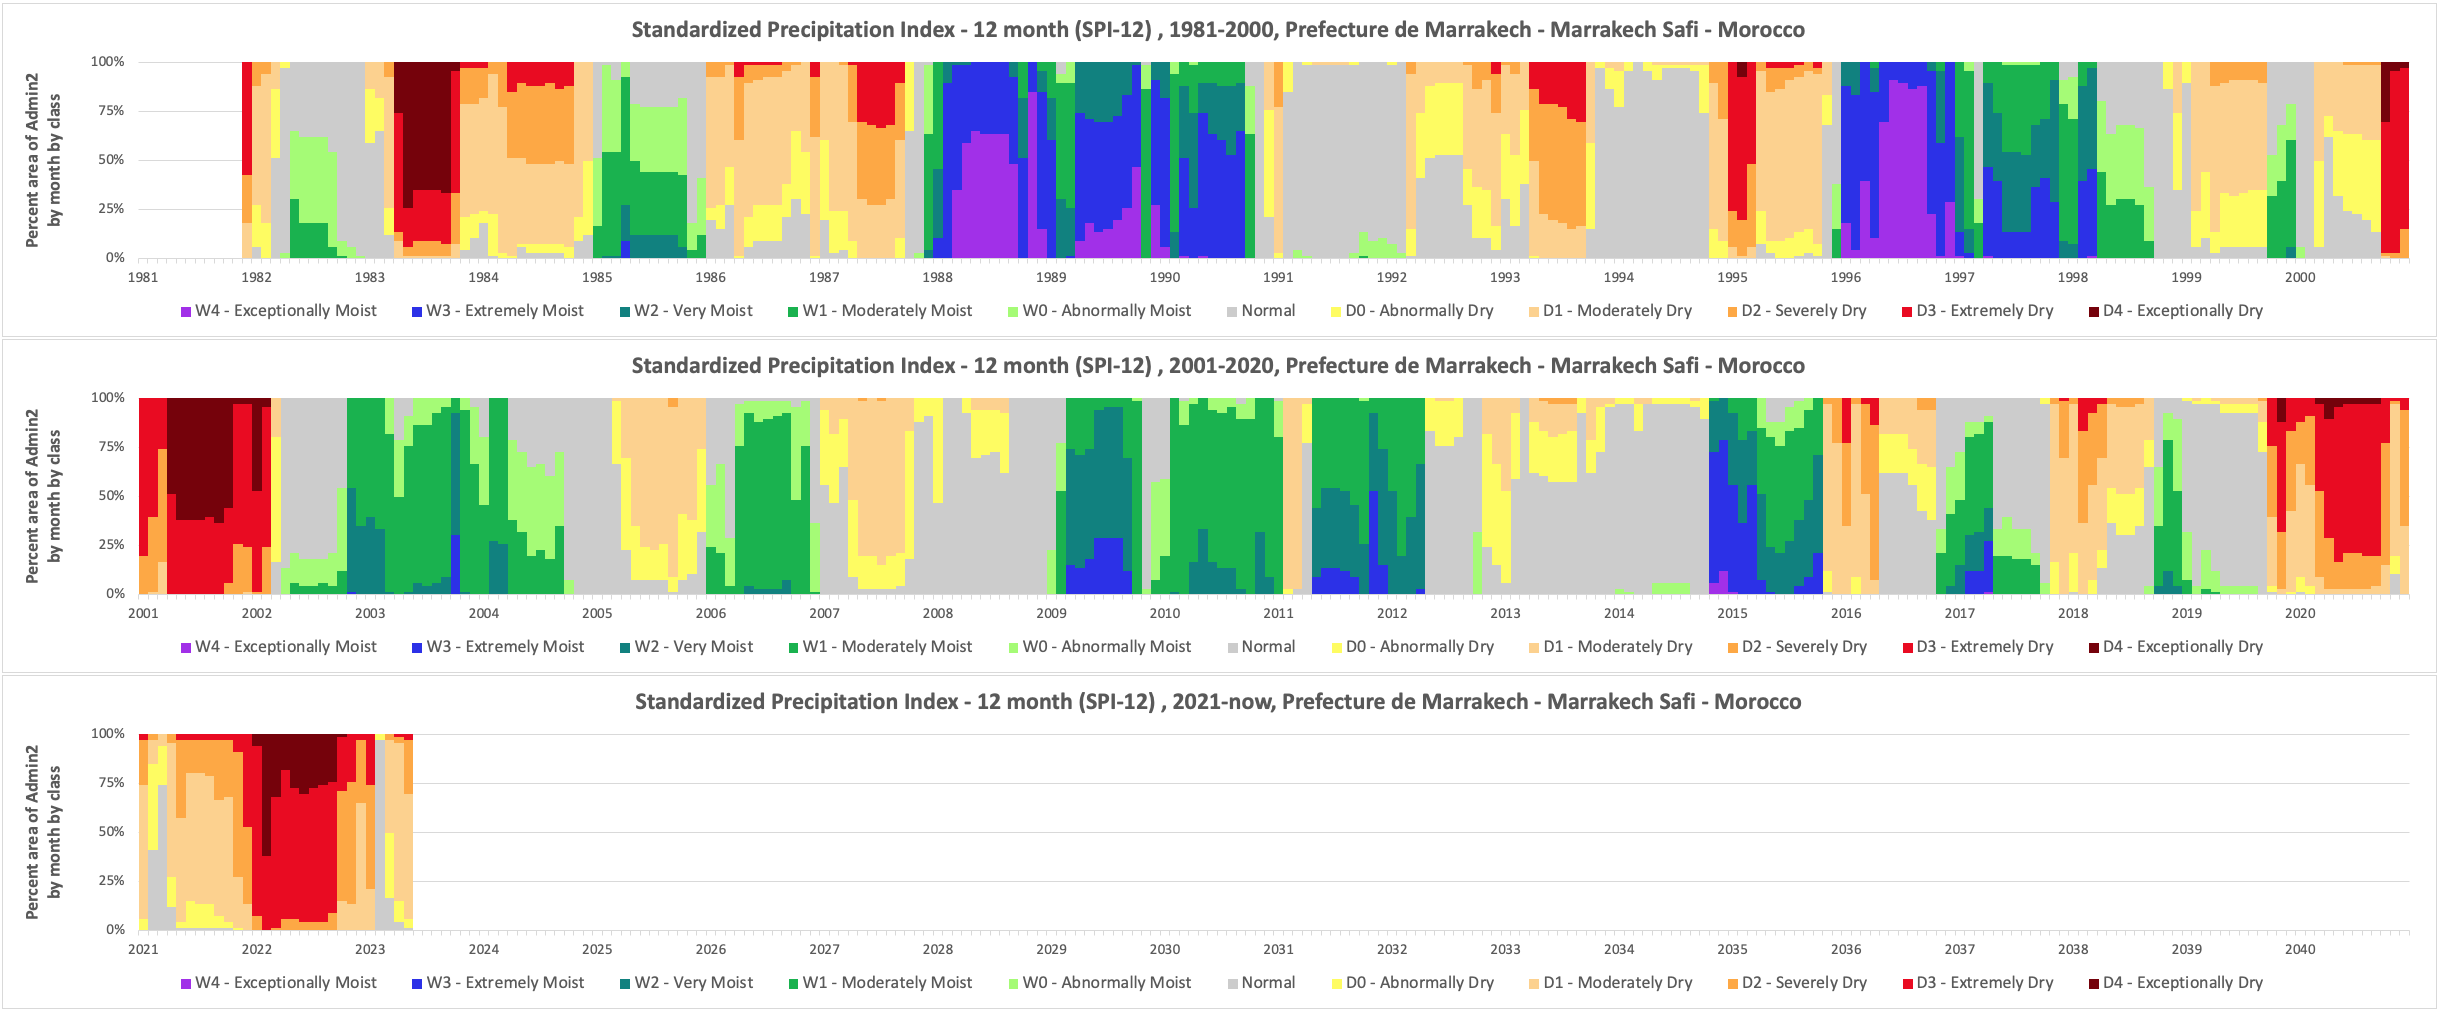 Standardized Precipitation Index - 12 month (SPI-12) , 1981-2000, Prefecture de Marrakech - Marrakech Safi - Morocco
Percent area of Admin2
by month by class
100%
75%
50%
25%
0%
1981 1982 1983 1984 1985 1986 1987 1988 1989 1990 1991 1992 1993 1994 1995 1996 1997 1998 1999 2000
W4 - Exceptionally Moist W3 - Extremely Moist W2 - Very Moist W1 - Moderately Moist W0 - Abnormally Moist Normal D0 - Abnormally Dry D1 - Moderately Dry D2 - Severely Dry D3 - Extremely Dry D4 - Exceptionally Dry
Standardized Precipitation Index - 12 month (SPI-12) , 2001-2020, Prefecture de Marrakech - Marrakech Safi - Morocco
Percent area of Admin2
by month by class
100%
75%
50%
25%
0%
2001 2002 2003 2004 2005 2006 2007 2008 2009 2010 2011 2012 2013 2014 2015 2016 2017 2018 2019 2020
W4 - Exceptionally Moist W3 - Extremely Moist W2 - Very Moist W1 - Moderately Moist W0 - Abnormally Moist Normal D0 - Abnormally Dry D1 - Moderately Dry D2 - Severely Dry D3 - Extremely Dry D4 - Exceptionally Dry
Standardized Precipitation Index - 12 month (SPI-12) , 2021-now, Prefecture de Marrakech - Marrakech Safi - Morocco
Percent area of Admin2
by month by class
100%
75%
50%
25%
0%
2021 2022 2023 2024 2025 2026 2027 2028 2029 2030 2031 2032 2033 2034 2035 2036 2037 2038 2039 2040
W4 - Exceptionally Moist W3 - Extremely Moist W2 - Very Moist W1 - Moderately Moist W0 - Abnormally Moist Normal D0 - Abnormally Dry D1 - Moderately Dry D2 - Severely Dry D3 - Extremely Dry D4 - Exceptionally Dry